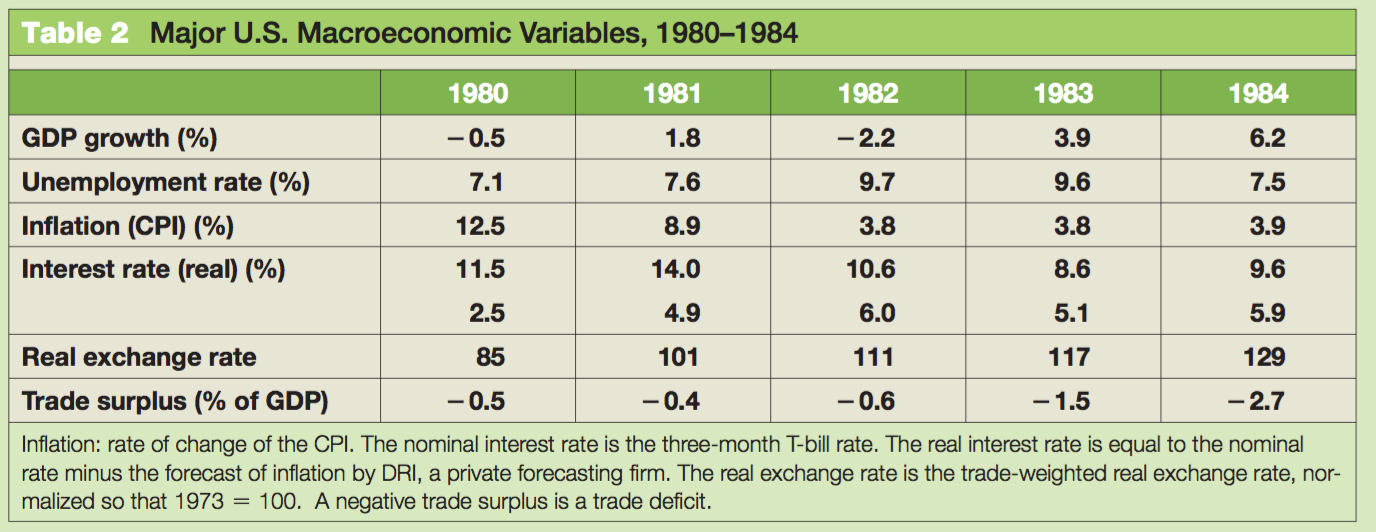 Table 2 Major U.S. Macroeconomic Variables, 1980–1984
1980 1981 1982 1983 1984
GDP growth (%) −0.5 1.8 −2.2 3.9 6.2
Unemployment rate (%) 7.1 7.6 9.7 9.6 7.5
Inflation (CPI) (%) 12.5 8.9 3.8 3.8 3.9
Interest rate (real) (%) 11.5 14.0 10.6 8.6 9.6
2.5 4.9 6.0 5.1 5.9
Real exchange rate 85 101 111 117 129
Trade surplus (% of GDP) −0.5 −0.4 −0.6 −1.5 −2.7
Inflation: rate of change of the CPI. The nominal interest rate is the three-month T-bill rate. The real interest rate is equal to the nominal
rate minus the forecast of inflation by DRI, a private forecasting firm. The real exchange rate is the trade-weighted real exchange rate, nor-
malized so that 1973 = 100. A negative trade surplus is a trade deficit.